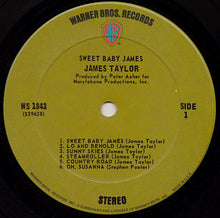 WARNER BROS. RECORDS
SWEET BABY JAMES
JAMES TAYLOR
Produced by Peter Asher for
Marylebone Productions, Inc.
WS 1843
(S39638)
SIDE
1
1. SWEET BABY JAMES (James Taylor)
2. LO AND BEHOLD (James Taylor)
3. SUNNY SKIES (James Taylor)
4. STEAMROLLER (James Taylor)
5. COUNTRY ROAD (James Taylor)
6. OH, SUSANNA (Stephen Foster)
STEREO